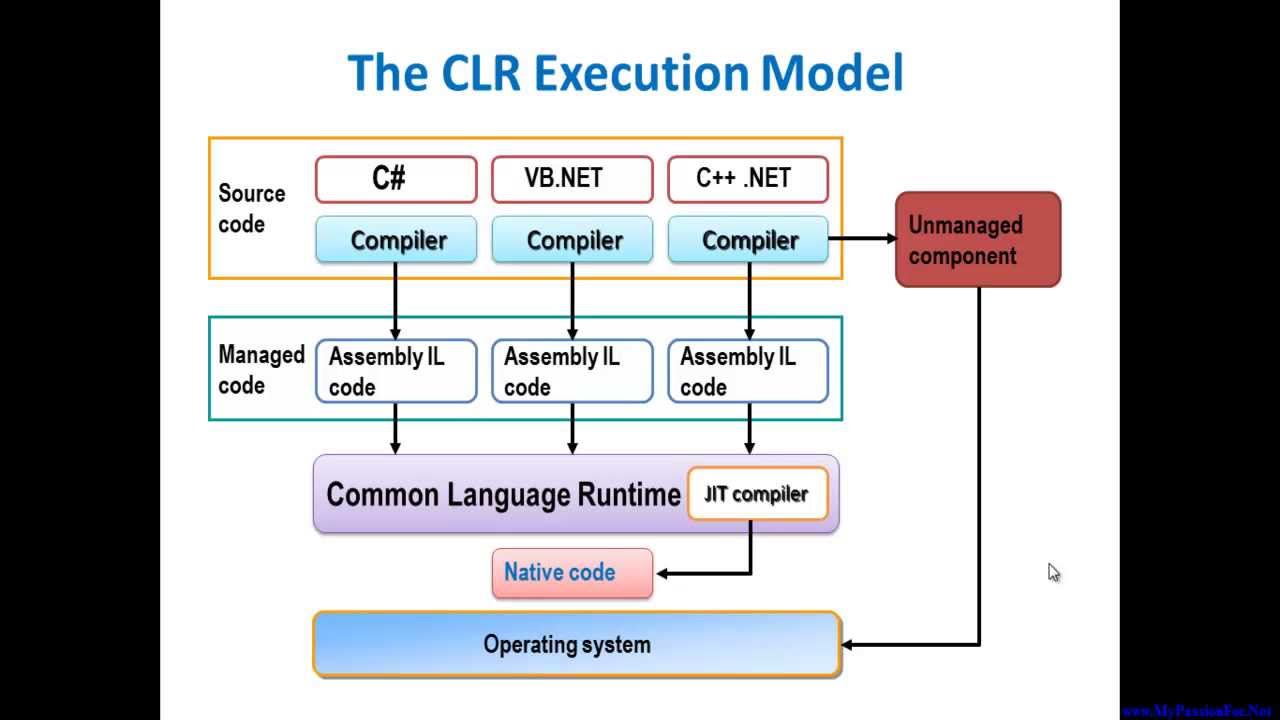 The CLR Execution Model
Source
code
C#
VB.NET
C++ .NET
Compiler
Compiler
Compiler
Unmanaged
component
Managed
code
Assembly IL
code
Assembly IL
code
Assembly IL
code
Common Language Runtime
JIT compiler
Native code
Operating system
www.MyPassionFor.Net